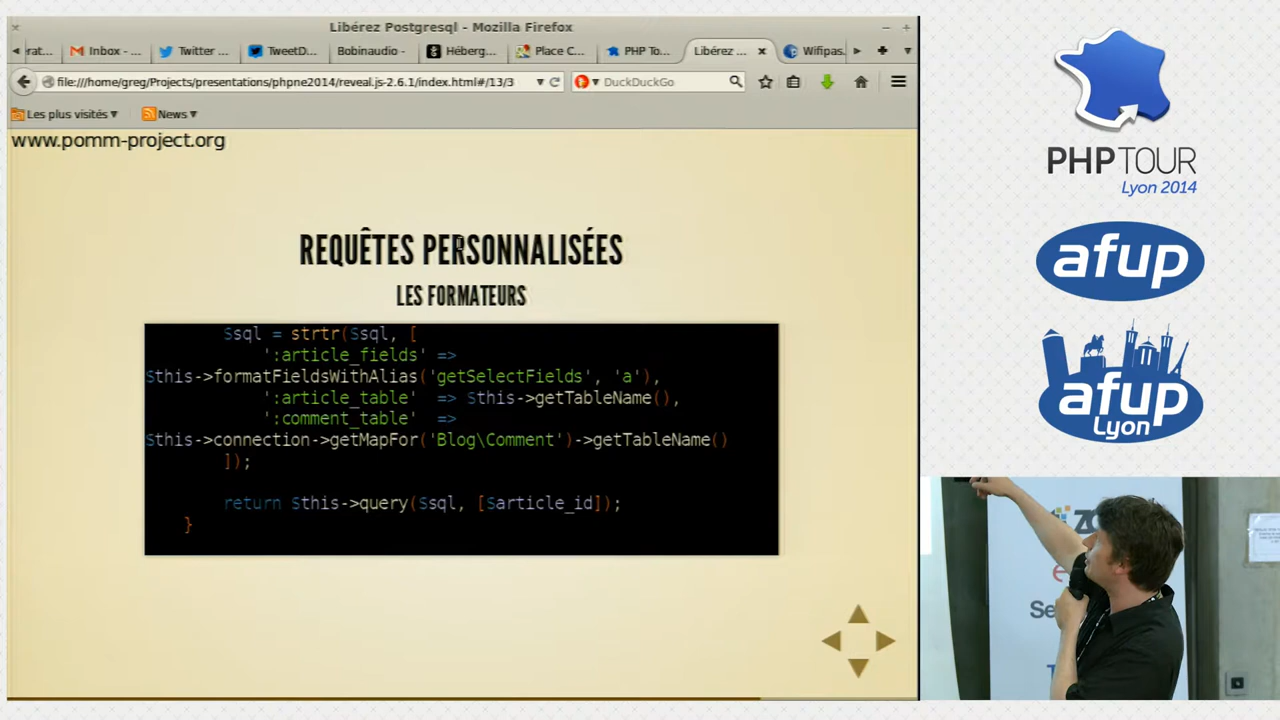 Libérez Postgresql - Mozilla Firefox
rat...
Inbox - ...
Twitter ...
TweetD...
Bobinaudio -
Héberg...
Place C...
PHP To...
Libérez ...
Wifipas.
file:///home/greg/Projects/presentations/phpne2014/reveal.js-2.6.1/index.html#/13/3
DuckDuckGo
Les plus visités
News
www.pomm-project.org
REQUÊTES PERSONNALISÉES
LES FORMATEURS
$sql = strtr($sql, [
':article_fields' =>
$this->formatFieldsWithAlias('getSelectFields', 'a'),
':article_table' => $this->getTableName(),
':comment_table' =>
$this->connection->getMapFor('Blog\Comment')->getTableName()
]);
return $this->query($sql, [$article_id]);
}
PHP TOUR
Lyon 2014
afup
afup
Lyon